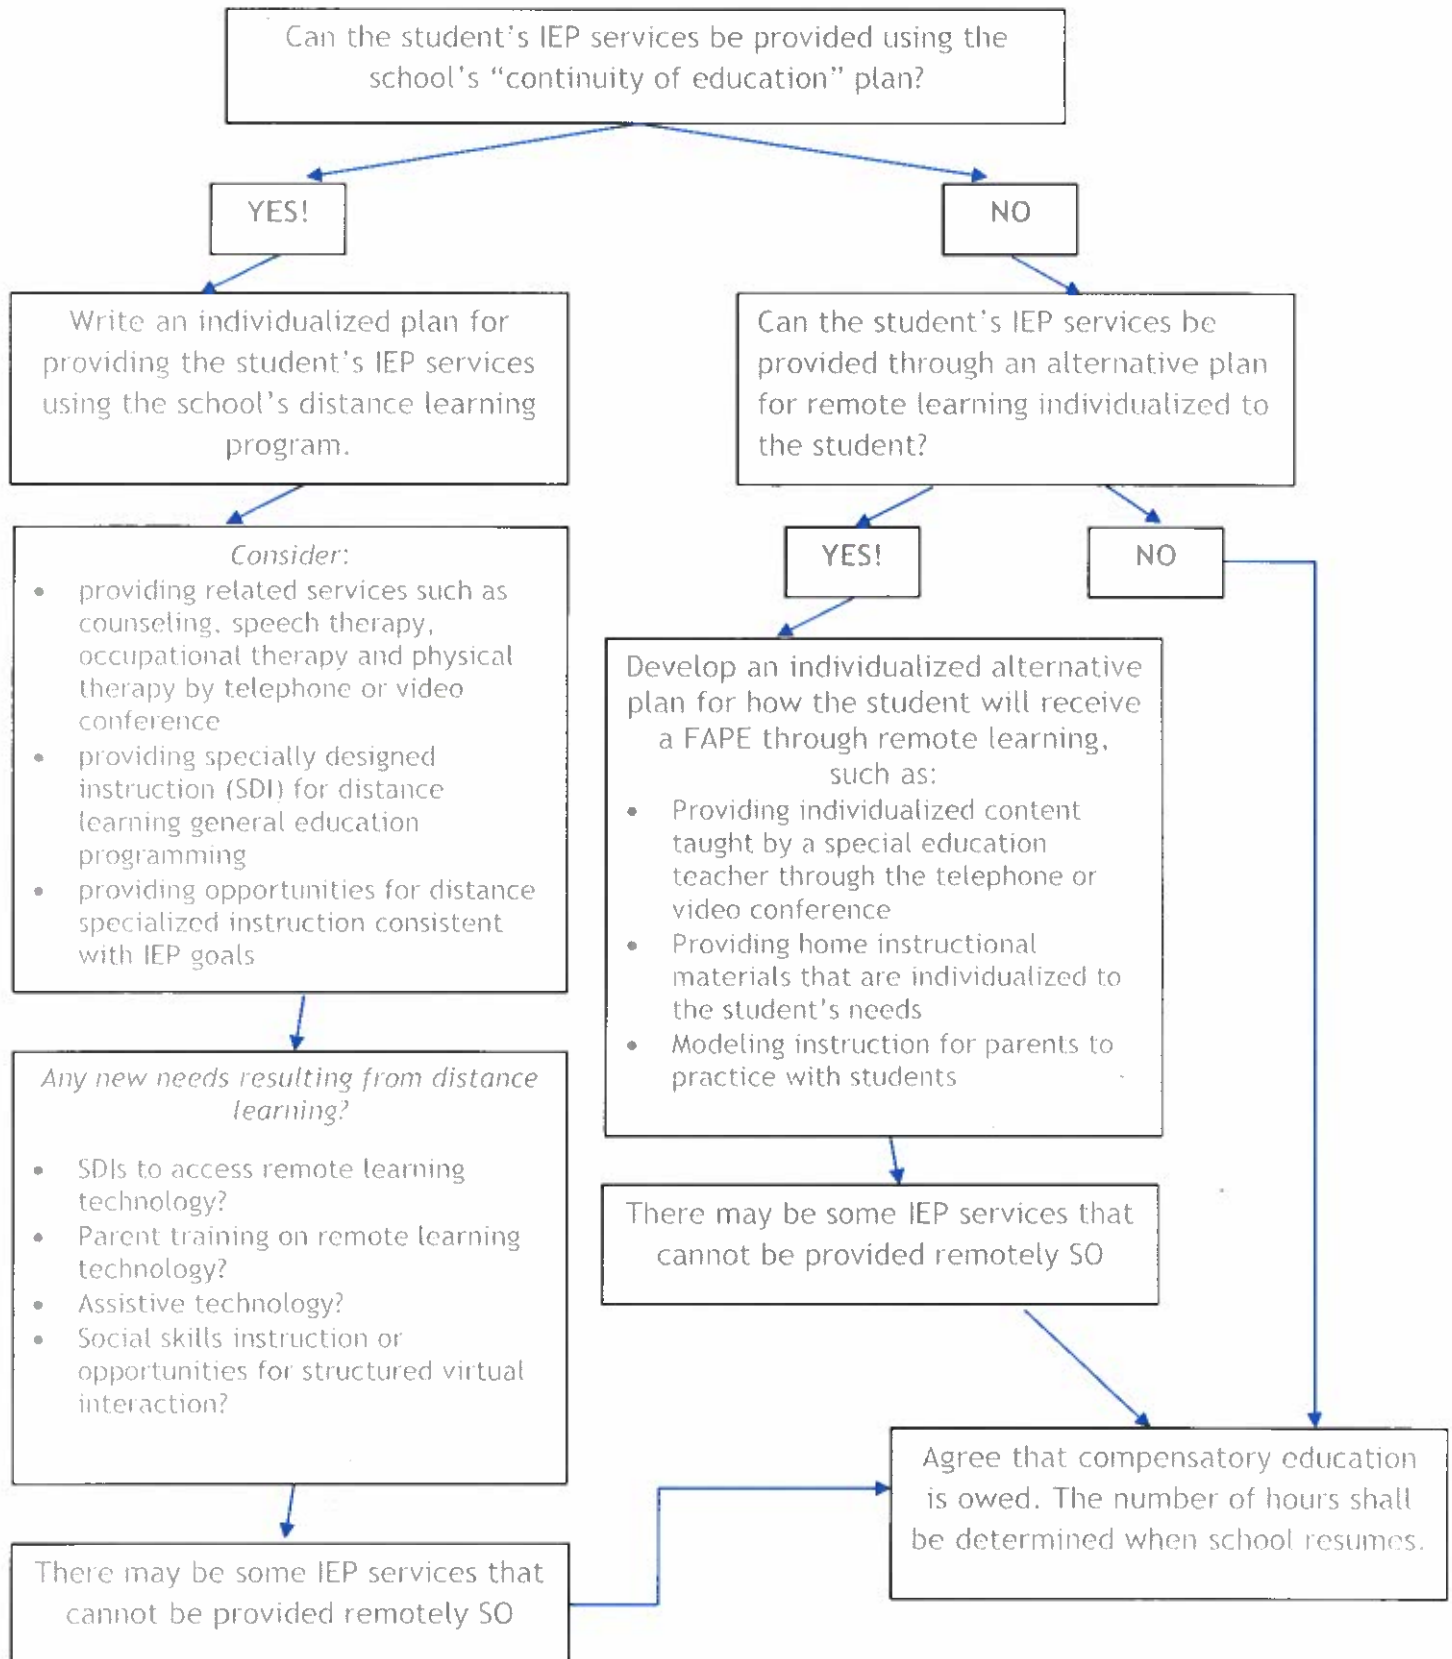 Can the student's IEP services be provided using the
school's "continuity of education" plan?
YES!
NO
Write an individualized plan for
providing the student's IEP services
using the school's distance learning
program.
Can the student's IEP services be
provided through an alternative plan
for remote learning individualized to
the student?
Consider:
• providing related services such as
counseling, speech therapy,
occupational therapy and physical
therapy by telephone or video
conference
• providing specially designed
instruction (SDI) for distance
learning general education
programming
• providing opportunities for distance
specialized instruction consistent
with IEP goals
YES!
NO
Develop an individualized alternative
plan for how the student will receive
a FAPE through remote learning,
such as:
• Providing individualized content
taught by a special education
teacher through the telephone or
video conference
• Providing home instructional
materials that are individualized to
the student's needs
• Modeling instruction for parents to
practice with students
Any new needs resulting from distance
learning?
• SDIs to access remote learning
technology?
• Parent training on remote learning
technology?
• Assistive technology?
• Social skills instruction or
opportunities for structured virtual
interaction?
There may be some IEP services that
cannot be provided remotely SO
Agree that compensatory education
is owed. The number of hours shall
be determined when school resumes.
There may be some IEP services that
cannot be provided remotely SO